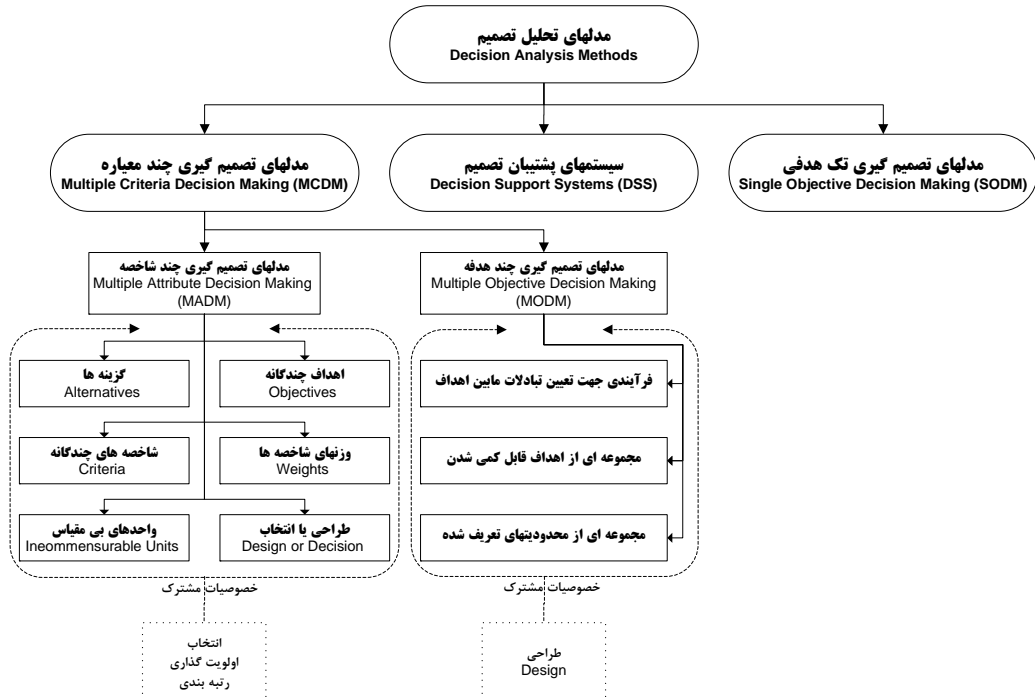 مدلهای تحلیل تصمیم
Decision Analysis Methods
مدلهای تصمیم گیری چند معیاره
Multiple Criteria Decision Making (MCDM)
سیستمهای پشتیبان تصمیم
Decision Support Systems (DSS)
مدلهای تصمیم گیری تک هدفی
Single Objective Decision Making (SODM)
مدلهای تصمیم گیری چند شاخصه
Multiple Attribute Decision Making
(MADM)
مدلهای تصمیم گیری چند هدفه
Multiple Objective Decision Making
(MODM)
گزینه ها
Alternatives
اهداف چندگانه
Objectives
شاخصه های چندگانه
Criteria
وزنهای شاخصه ها
Weights
واحدهای بی مقیاس
Ineommensurable Units
طراحی یا انتخاب
Design or Decision
فرآیندی جهت تعیین تبادلات مابین اهداف
مجموعه ای از اهداف قابل کمی شدن
مجموعه ای از محدودیتهای تعریف شده
خصوصیات مشترک
خصوصیات مشترک
انتخاب
اولویت گذاری
رتبه بندی
طراحی
Design